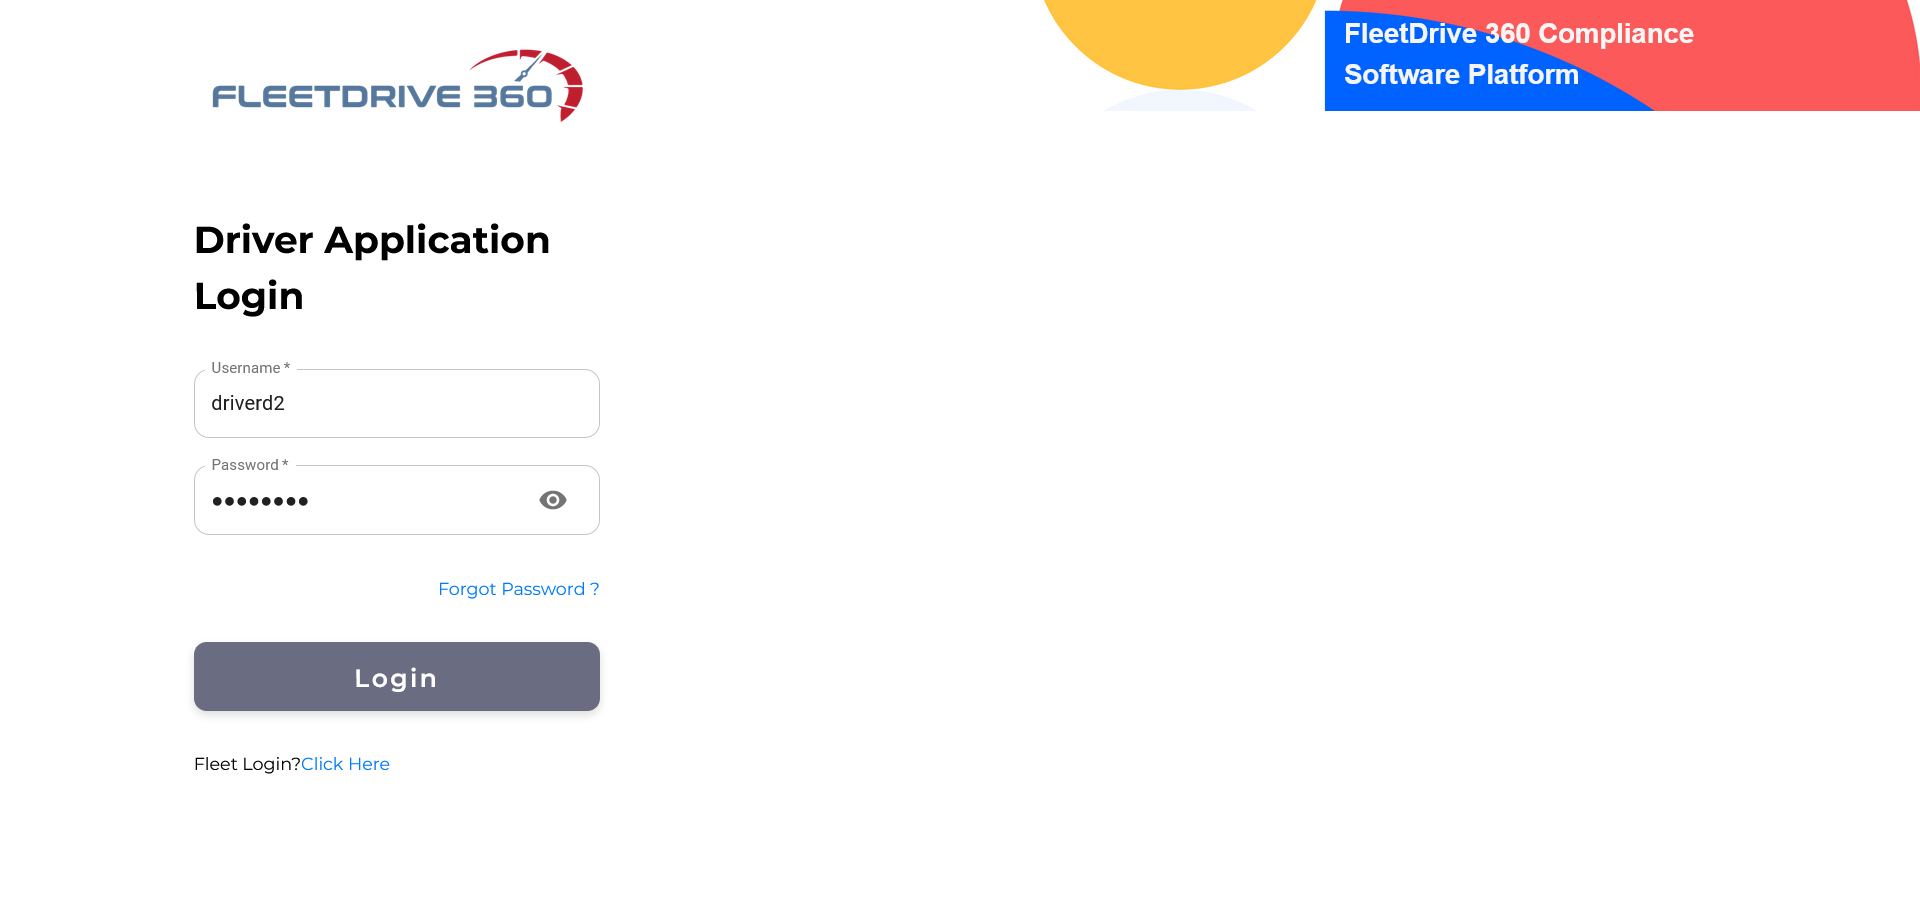 FLEETDRIVE 360
FleetDrive 360 Compliance
Software Platform
Driver Application
Login
Username *
driverd2
Password *
••••••••
Forgot Password ?
Login
Fleet Login?Click Here